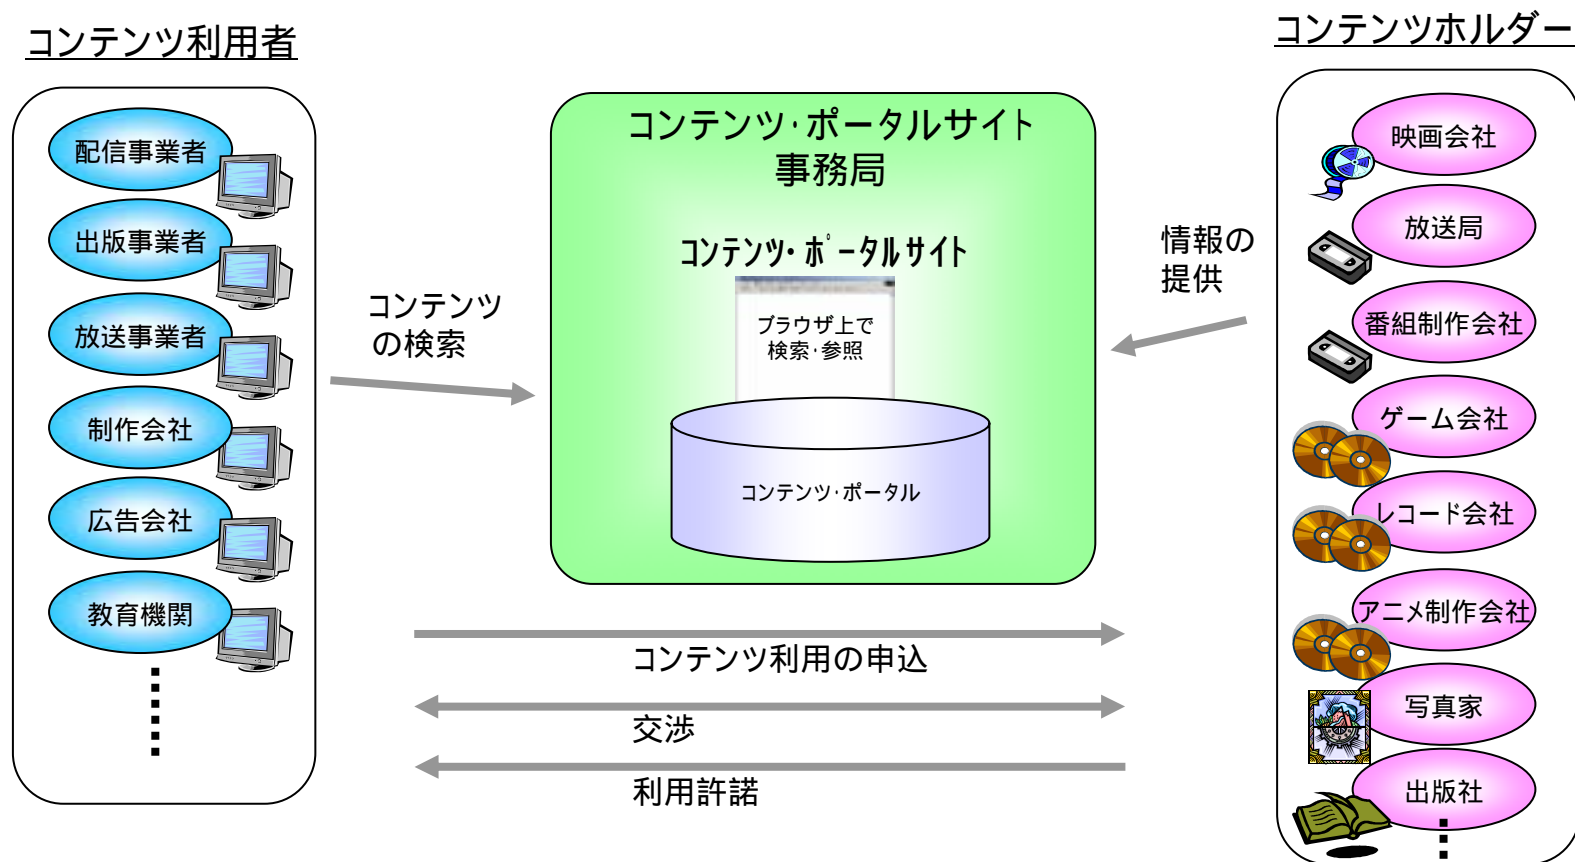 コンテンツ利用者
配信事業者
出版事業者
放送事業者
制作会社
広告会社
教育機関
コンテンツ
の検索
コンテンツ・ポータルサイト
事務局
コンテンツ・ポータルサイト
ブラウザ上で
検索・参照
コンテンツ・ポータル
情報の
提供
コンテンツ利用の申込
交渉
利用許諾
コンテンツホルダー
映画会社
放送局
番組制作会社
ゲーム会社
レコード会社
アニメ制作会社
写真家
出版社